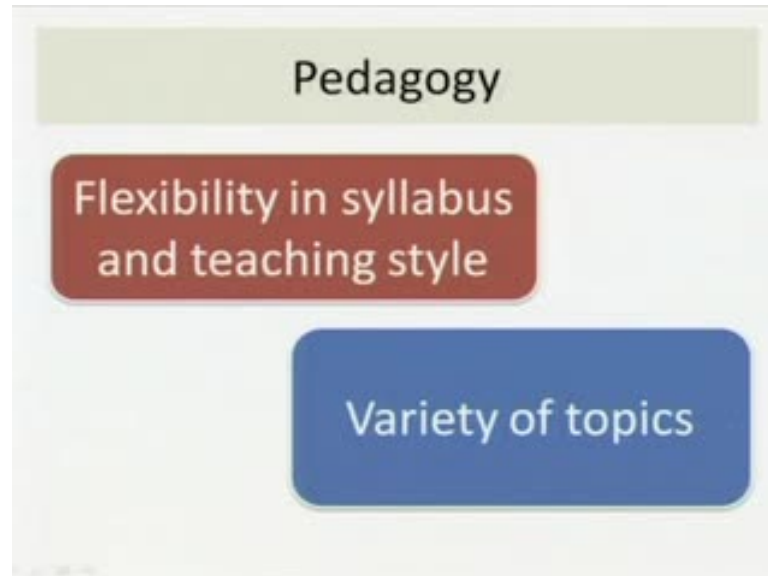 Pedagogy
Flexibility in syllabus
and teaching style
Variety of topics